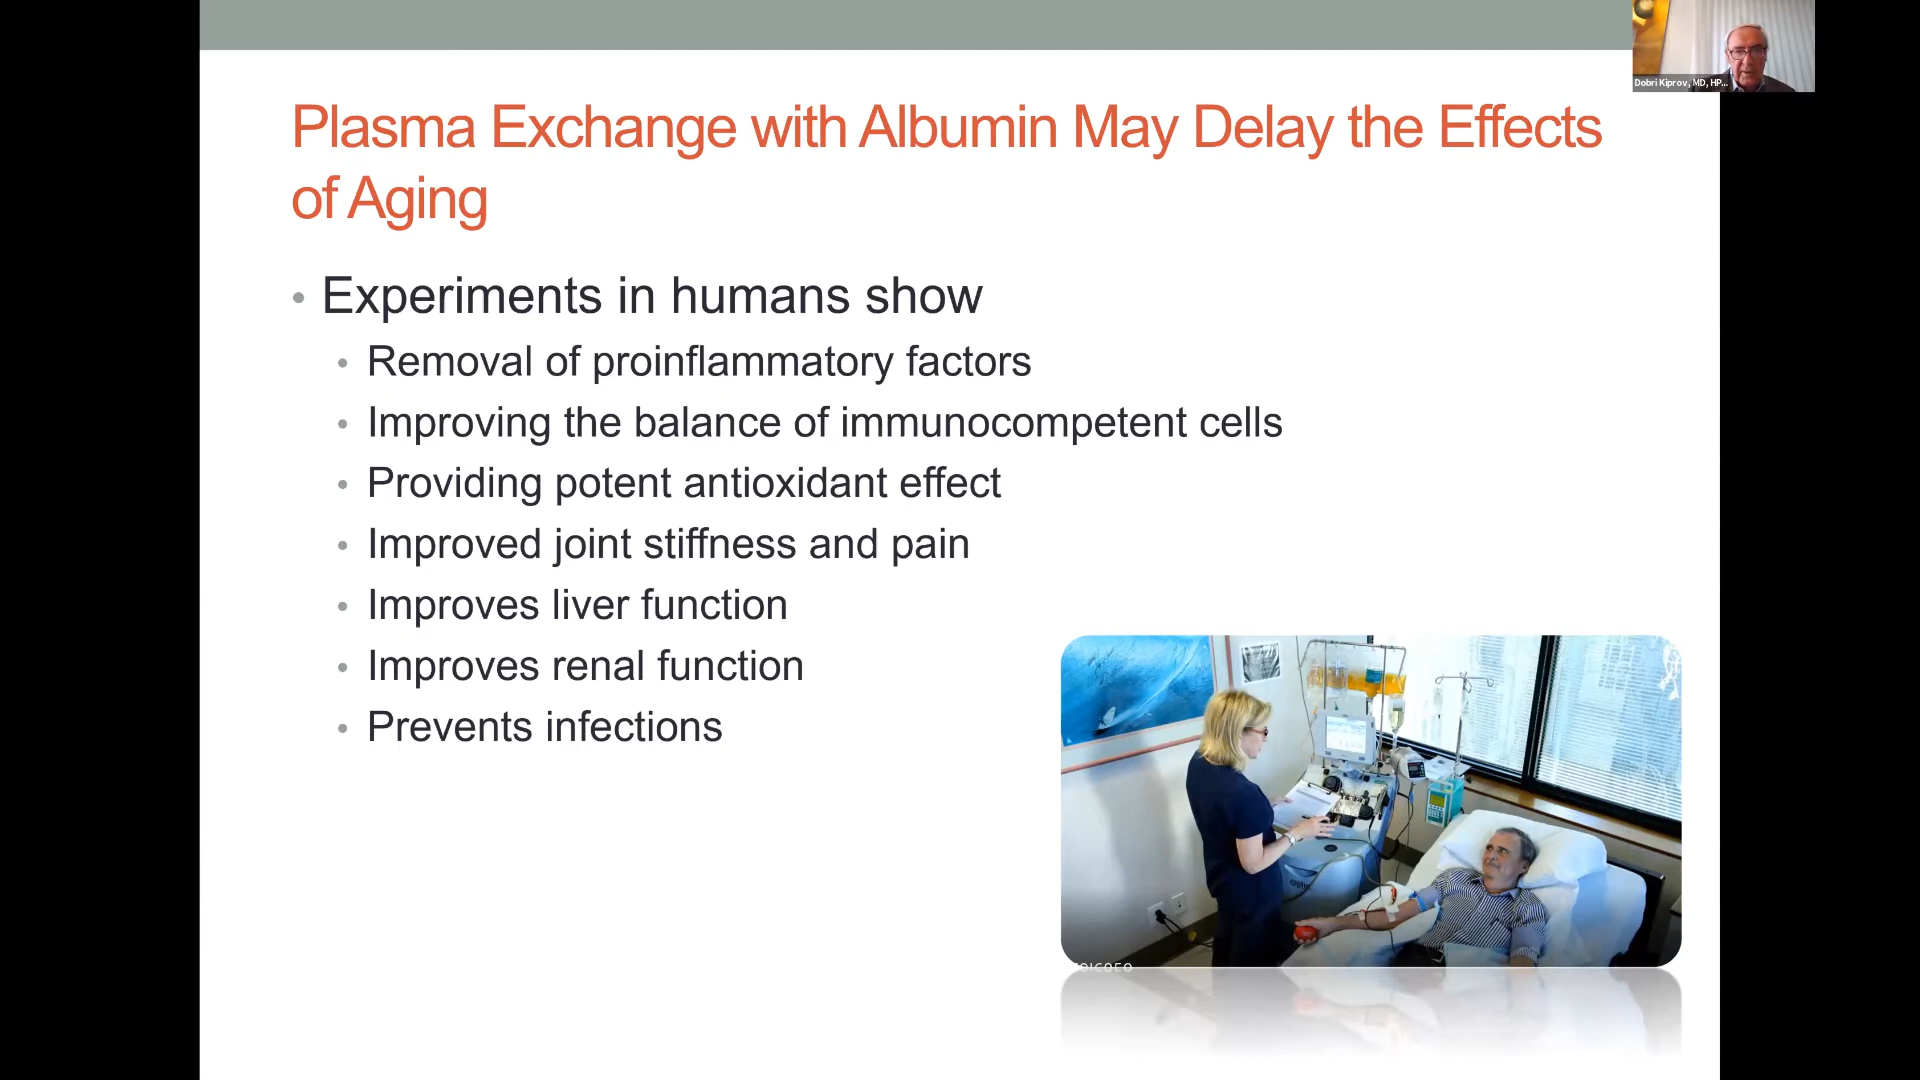 Dobri Kiprov, MD, HP...
Plasma Exchange with Albumin May Delay the Effects
of Aging
• Experiments in humans show
• Removal of proinflammatory factors
• Improving the balance of immunocompetent cells
• Providing potent antioxidant effect
• Improved joint stiffness and pain
• Improves liver function
• Improves renal function
• Prevents infections